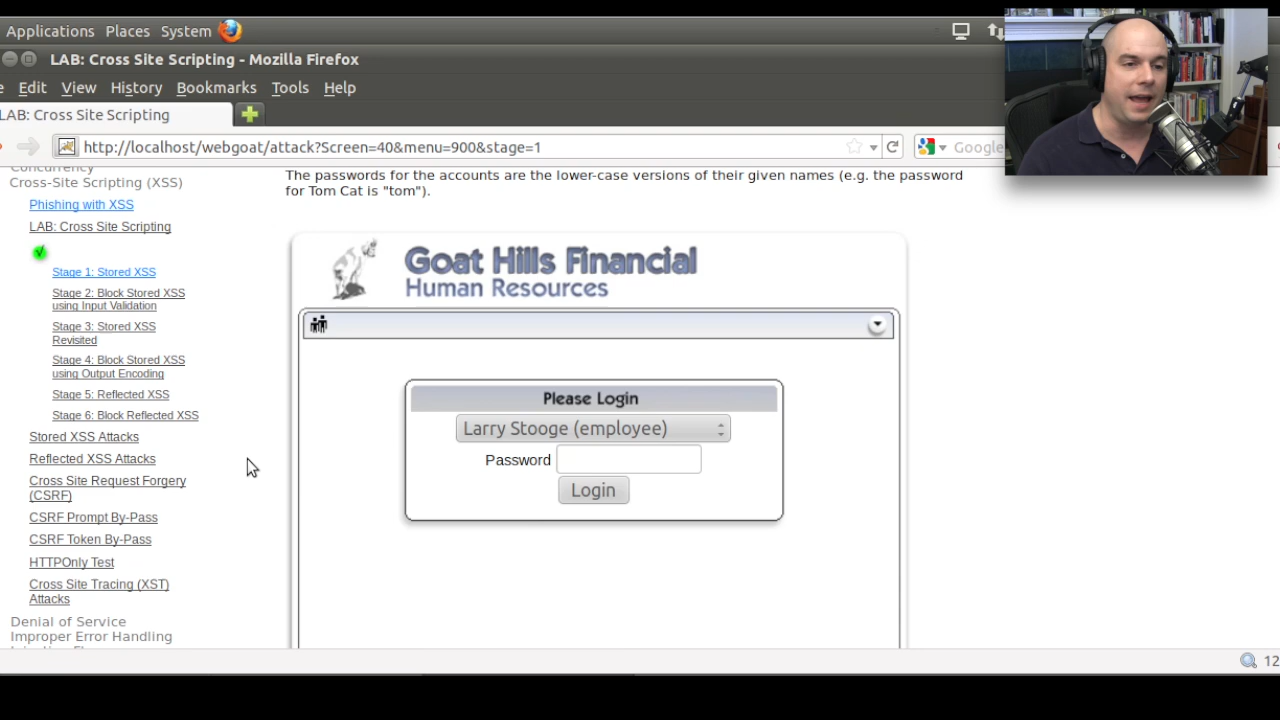 Applications Places System
LAB: Cross Site Scripting - Mozilla Firefox
e Edit View History Bookmarks Tools Help
LAB: Cross Site Scripting
http://localhost/webgoat/attack?Screen=40&menu=900&stage=1
Google
Concurrency
Cross-Site Scripting (XSS)
Phishing with XSS
LAB: Cross Site Scripting
Stage 1: Stored XSS
Stage 2: Block Stored XSS
using Input Validation
Stage 3: Stored XSS
Revisited
Stage 4: Block Stored XSS
using Output Encoding
Stage 5: Reflected XSS
Stage 6: Block Reflected XSS
Stored XSS Attacks
Reflected XSS Attacks
Cross Site Request Forgery
(CSRF)
CSRF Prompt By-Pass
CSRF Token By-Pass
HTTPOnly Test
Cross Site Tracing (XST)
Attacks
Denial of Service
Improper Error Handling
The passwords for the accounts are the lower-case versions of their given names (e.g. the password
for Tom Cat is "tom").
Goat Hills Financial
Human Resources
Please Login
Larry Stooge (employee)
Password
Login
12